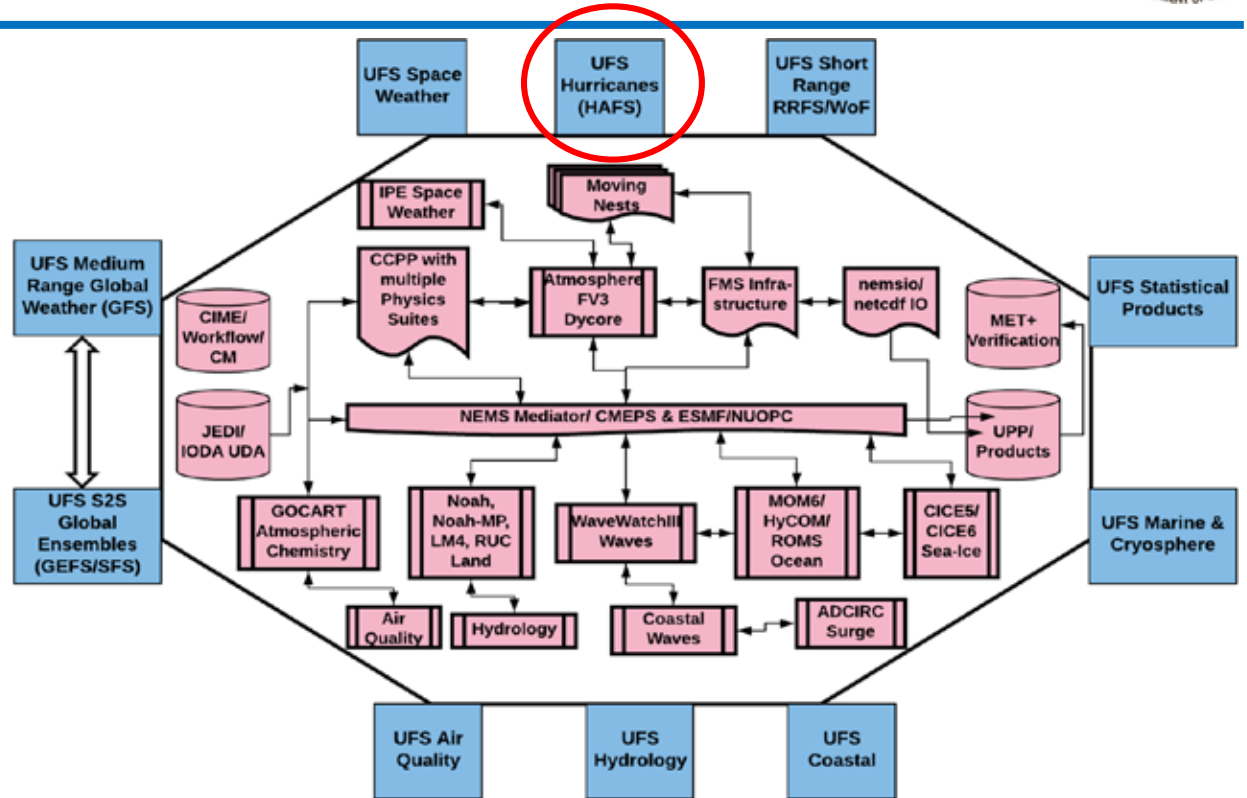 UFS Space
Weather
UFS
Hurricanes
(HAFS)
UFS Short
Range
RRFS/WoF
IPE Space
Weather
Moving
Nests
UFS Medium
Range Global
Weather (GFS)
CIME/
Workflow/
CM
CCPP with
multiple
Physics
Suites
Atmosphere
FV3
Dycore
FMS Infra-
structure
nemsio/
netcdf IO
MET+
Verification
UFS Statistical
Products
JEDI/
IODA UDA
NEMS Mediator/ CMEPS & ESMF/NUOPC
UPP/
Products
UFS S2S
Global
Ensembles
(GEFS/SFS)
GOCART
Atmospheric
Chemistry
Noah,
Noah-MP,
LM4, RUC
Land
WaveWatchIII
Waves
MOM6/
HyCOM/
ROMS
Ocean
CICE5/
CICE6
Sea-Ice
UFS Marine &
Cryosphere
Air
Quality
Hydrology
Coastal
Waves
ADCIRC
Surge
UFS Air
Quality
UFS
Hydrology
UFS
Coastal